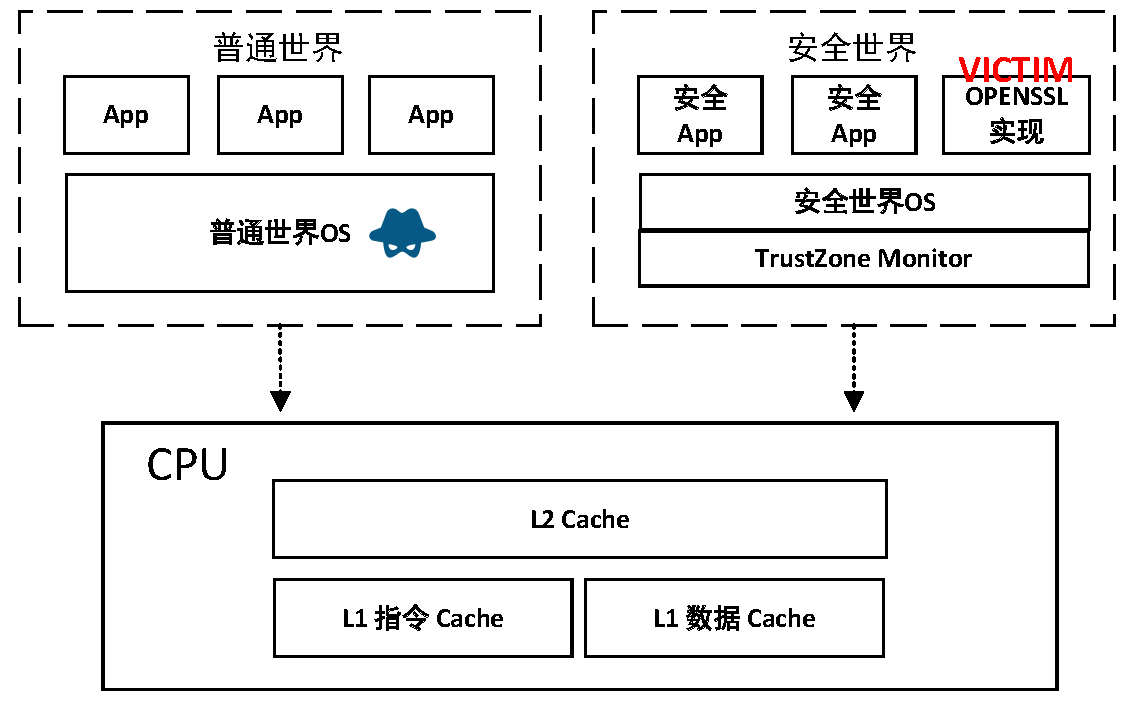 普通世界
App
App
App
普通世界OS
安全世界
安全
App
安全
App
VICTIM
OPENSSL
实现
安全世界OS
TrustZone Monitor
CPU
L2 Cache
L1 指令 Cache
L1 数据 Cache